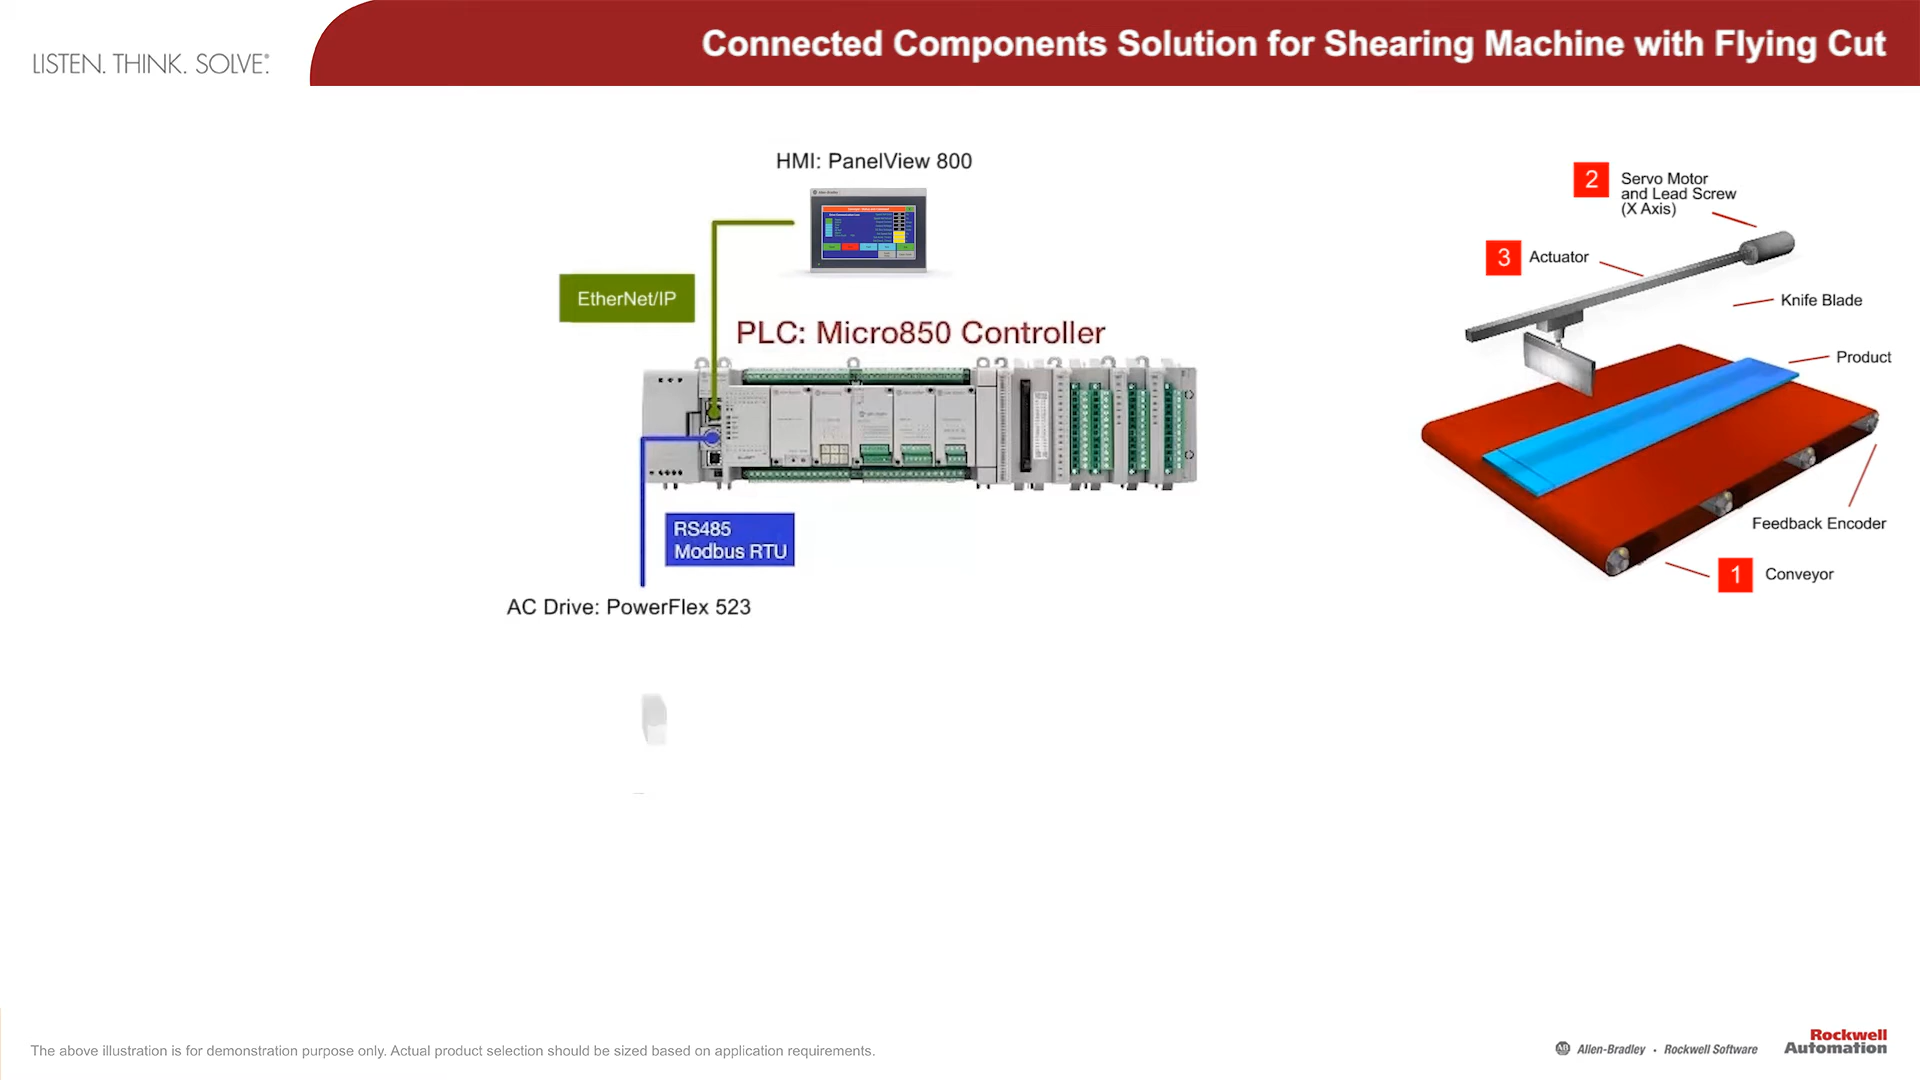 LISTEN. THINK. SOLVE.®
Connected Components Solution for Shearing Machine with Flying Cut
HMI: PanelView 800
EtherNet/IP
PLC: Micro850 Controller
RS485
Modbus RTU
AC Drive: PowerFlex 523
2
Servo Motor
and Lead Screw
(X Axis)
3 Actuator
Knife Blade
Product
Feedback Encoder
1 Conveyor
The above illustration is for demonstration purpose only. Actual product selection should be sized based on application requirements.
AB Allen-Bradley • Rockwell Software
Rockwell
Automation